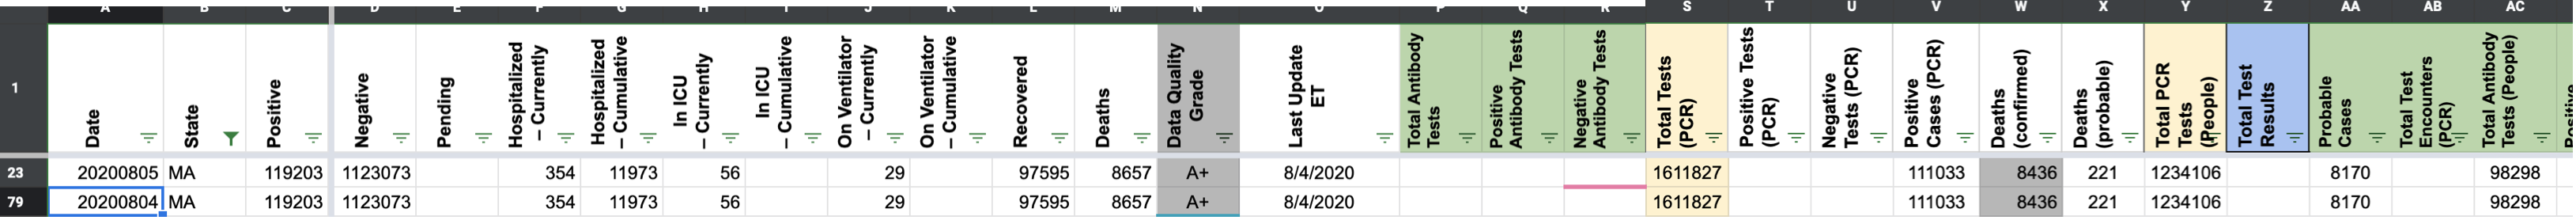 A B C D E F G H I J K L M N O P Q R S T U V W X Y Z AA AB AC
1
Date
State
Positive
Negative
Pending
Hospitalized
– Currently
Hospitalized
– Cumulative
In ICU
– Currently
In ICU
– Cumulative
On Ventilator
– Currently
On Ventilator
– Cumulative
Recovered
Deaths
Data Quality
Grade
Last Update
ET
Total Antibody
Tests
Positive
Antibody Tests
Negative
Antibody Tests
Total Tests
(PCR)
Positive Tests
(PCR)
Negative
Tests (PCR)
Positive
Cases (PCR)
Deaths
(confirmed)
Deaths
(probable)
Total PCR
Tests
(People)
Total Test
Results
Probable
Cases
Total Test
Encounters
(PCR)
Total Antibody
Tests (People)
23 20200805 MA 119203 1123073 354 11973 56 29 97595 8657 A+ 8/4/2020 1611827 111033 8436 221 1234106 8170 98298
79 20200804 MA 119203 1123073 354 11973 56 29 97595 8657 A+ 8/4/2020 1611827 111033 8436 221 1234106 8170 98298